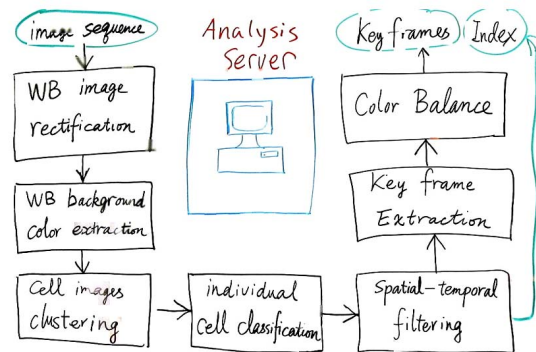 image sequence
WB image
rectification
WB background
color extraction
Cell images
clustering
individual
Cell classification
Spatial-temporal
filtering
Key frame
Extraction
Color Balance
Key frames
Index
Analysis
Server